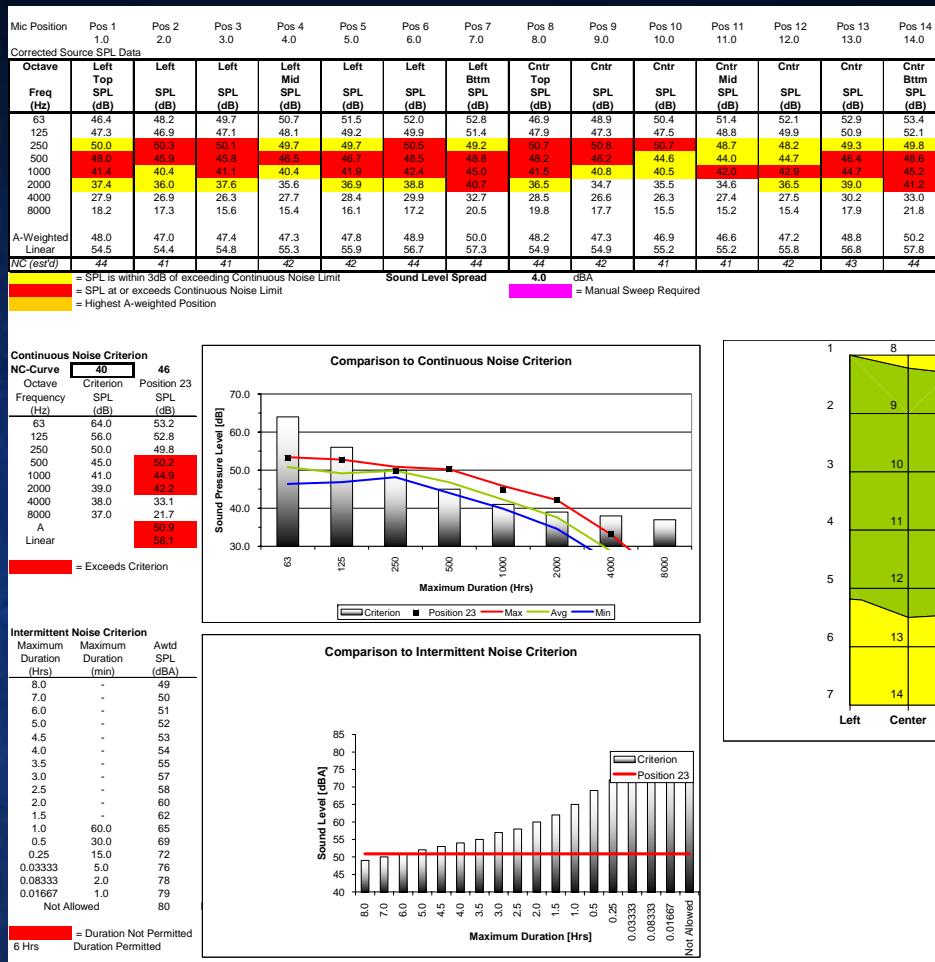 Mic Position Pos 1 Pos 2 Pos 3 Pos 4 Pos 5 Pos 6 Pos 7 Pos 8 Pos 9 Pos 10 Pos 11 Pos 12 Pos 13 Pos 14
1.0 2.0 3.0 4.0 5.0 6.0 7.0 8.0 9.0 10.0 11.0 12.0 13.0 14.0
Corrected Source SPL Data
Octave Left Left Left Left Left Left Left Cntr Cntr Cntr Cntr Cntr Cntr Cntr
Top Mid Bttm Top Mid Bttm
Freq SPL SPL SPL SPL SPL SPL SPL SPL SPL SPL SPL SPL SPL SPL
(Hz) (dB) (dB) (dB) (dB) (dB) (dB) (dB) (dB) (dB) (dB) (dB) (dB) (dB) (dB)
63 46.4 48.2 49.7 50.7 51.5 52.0 52.8 46.9 48.9 50.4 51.4 52.1 52.9 53.4
125 47.3 46.9 47.1 48.1 49.2 49.9 51.4 47.9 47.3 47.5 48.8 49.9 50.9 52.1
250 50.0 50.3 50.1 49.7 49.7 50.5 49.2 50.7 50.8 50.7 48.7 48.2 49.3 49.8
500 48.0 45.9 45.8 46.5 46.7 48.5 48.8 48.2 46.2 44.6 44.0 44.7 46.4 48.6
1000 41.4 40.4 41.1 40.4 41.9 42.4 45.0 41.5 40.8 40.5 42.0 42.9 44.7 45.2
2000 37.4 36.0 37.6 35.6 36.9 38.8 40.7 36.5 34.7 35.5 34.6 36.5 39.0 41.2
4000 27.9 26.9 26.3 27.7 28.4 29.9 32.7 28.5 26.6 26.3 27.4 27.5 30.2 33.0
8000 18.2 17.3 15.6 15.4 16.1 17.2 20.5 19.8 17.7 15.5 15.2 15.4 17.9 21.8
A-Weighted 48.0 47.0 47.4 47.3 47.8 48.9 50.0 48.2 47.3 46.9 46.6 47.2 48.8 50.2
Linear 54.5 54.4 54.8 55.3 55.9 56.7 57.3 54.9 54.9 55.2 55.2 55.8 56.8 57.8
NC (est'd) 44 41 41 42 42 44 44 44 42 41 42 42 43 44
= SPL is within 3dB of exceeding Continuous Noise Limit Sound Level Spread 4.0 dBA
= SPL at or exceeds Continuous Noise Limit = Manual Sweep Required
= Highest A-weighted Position
Continuous Noise Criterion
NC-Curve 40 46
Octave Criterion Position 23
Frequency SPL SPL
(Hz) (dB) (dB)
63 64.0 53.2
125 56.0 52.8
250 50.0 49.8
500 45.0 50.2
1000 41.0 44.9
2000 39.0 42.2
4000 38.0 33.1
8000 37.0 21.7
A 50.9
Linear 58.1
= Exceeds Criterion
Comparison to Continuous Noise Criterion
Sound Pressure Level [dB]
70.0
60.0
50.0
40.0
30.0
63 125 250 500 1000 2000 4000 8000
Maximum Duration (Hrs)
Criterion Position 23 Max Avg Min
1 8
2 9
3 10
4 11
5 12
6 13
7 14
Left Center
Intermittent Noise Criterion
Maximum Maximum Awtd
Duration Duration SPL
(Hrs) (min) (dBA)
8.0 - 49
7.0 - 50
6.0 - 51
5.0 - 52
4.5 - 53
4.0 - 54
3.5 - 55
3.0 - 57
2.5 - 58
2.0 - 60
1.5 - 62
1.0 60.0 65
0.5 30.0 69
0.25 15.0 72
0.03333 5.0 76
0.08333 2.0 78
0.01667 1.0 79
Not Allowed 80
= Duration Not Permitted
6 Hrs Duration Permitted
Comparison to Intermittent Noise Criterion
Sound Level [dBA]
85
80
75
70
65
60
55
50
45
40
Criterion
Position 23
8.0 7.0 6.0 5.0 4.5 4.0 3.5 3.0 2.5 2.0 1.5 1.0 0.5 0.25 0.03333 0.08333 0.01667 Not Allowed
Maximum Duration [Hrs]